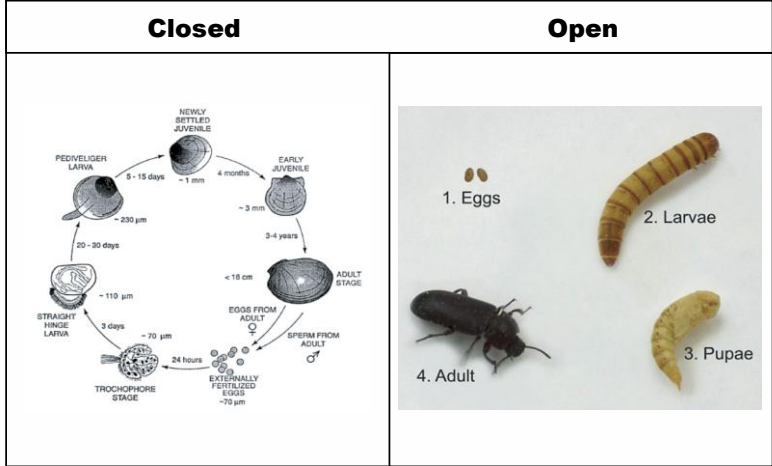 Closed
Open
NEWLY
SETTLED
JUVENILE
~ 1 mm
4 months
EARLY
JUVENILE
~ 3 mm
3-4 years
ADULT
STAGE
< 16 cm
EGGS FROM
ADULT
♀
SPERM FROM
ADULT
♂
EXTERNALLY
FERTILIZED
EGGS
~70 μm
24 hours
~ 70 μm
TROCHOPHORE
STAGE
3 days
STRAIGHT
HINGE
LARVA
~ 110 μm
20 - 30 days
PEDIVELIGER
LARVA
~ 230 μm
5 - 15 days
1. Eggs
2. Larvae
3. Pupae
4. Adult